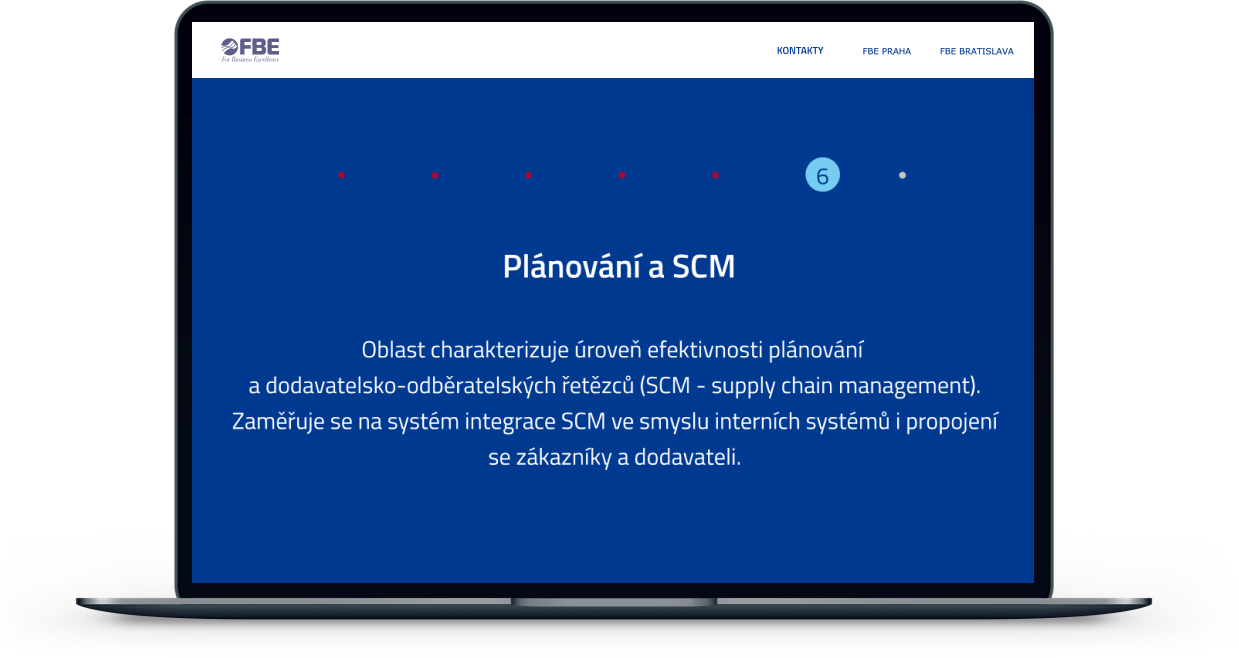 FBE
For Business Excellence
KONTAKTY FBE PRAHA FBE BRATISLAVA
6
Plánování a SCM
Oblast charakterizuje úroveň efektivnosti plánování
a dodavatelsko-odběratelských řetězců (SCM - supply chain management).
Zaměřuje se na systém integrace SCM ve smyslu interních systémů i propojení
se zákazníky a dodavateli.